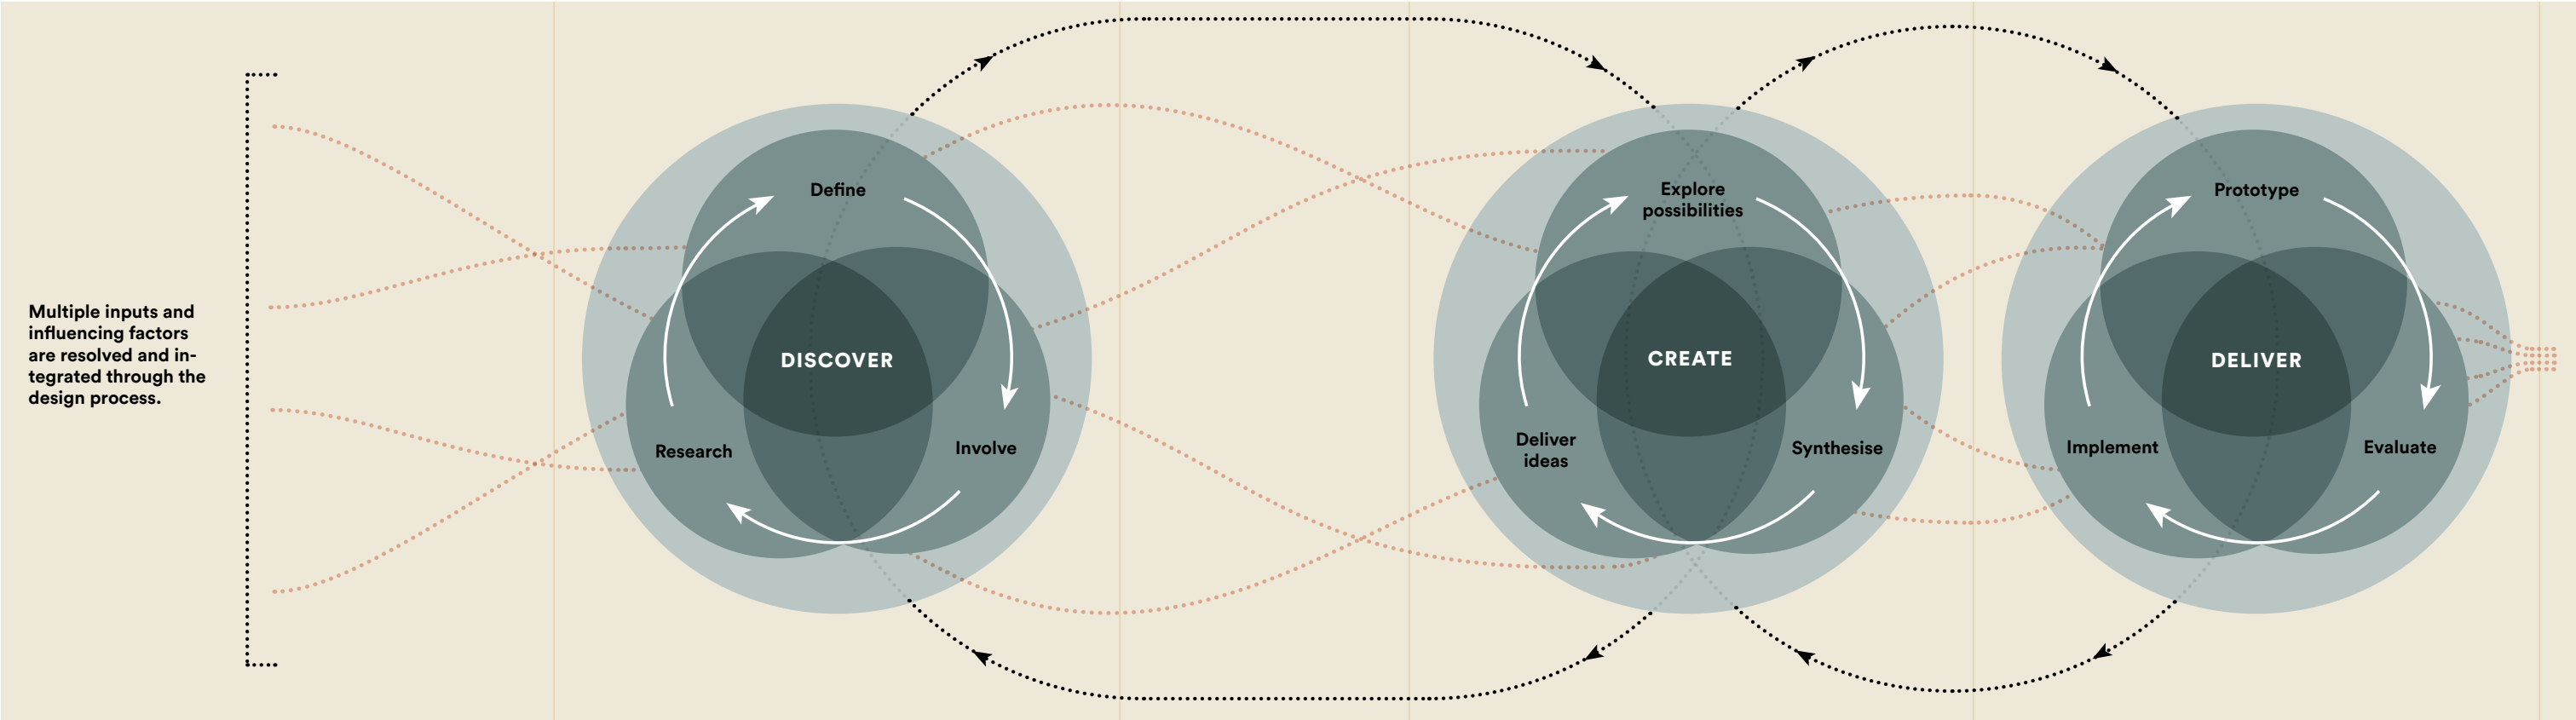 Multiple inputs and
influencing factors
are resolved and in-
tegrated through the
design process.
Define
DISCOVER
Research
Involve
Explore
possibilities
CREATE
Deliver
ideas
Synthesise
Prototype
DELIVER
Implement
Evaluate